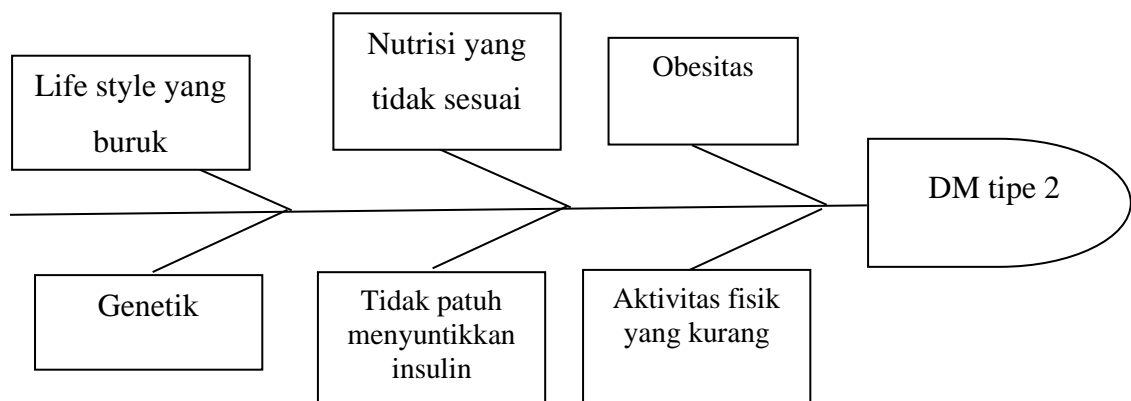 Life style yang
buruk
Nutrisi yang
tidak sesuai
Obesitas
DM tipe 2
Genetik
Tidak patuh
menyuntikkan
insulin
Aktivitas fisik
yang kurang